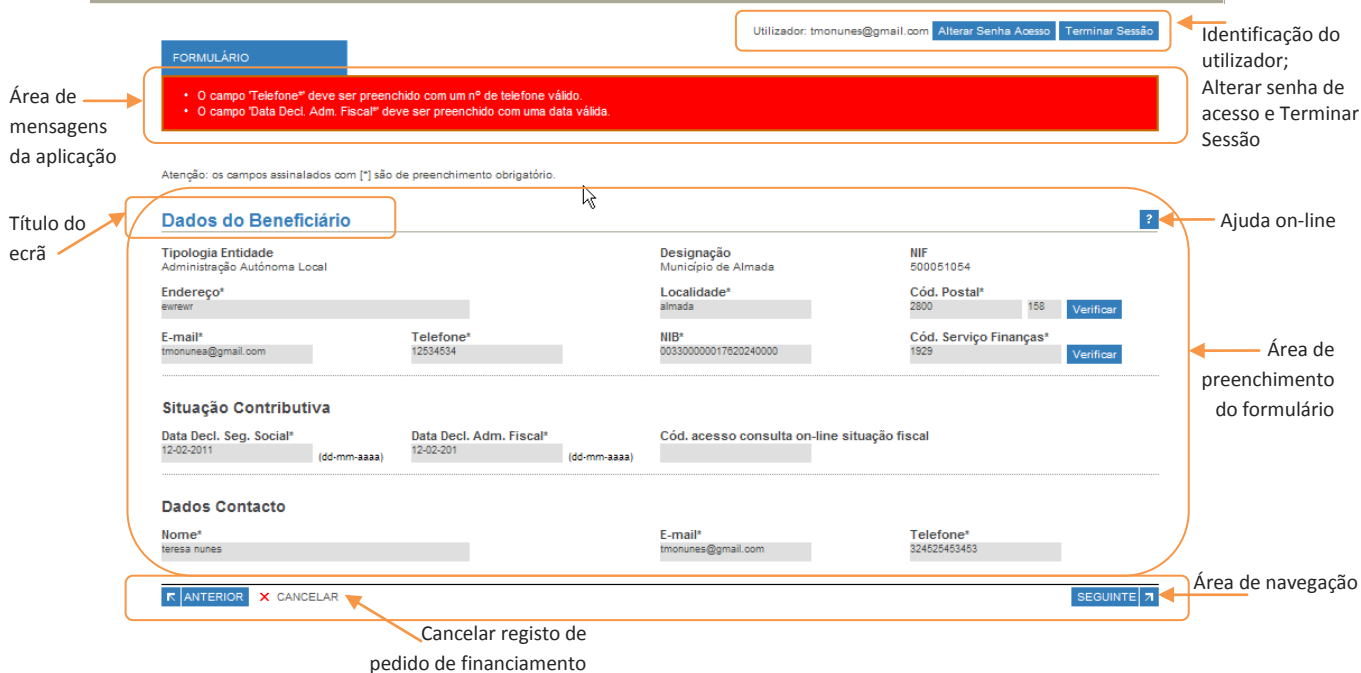 Utilizador: tmonunes@gmail.com Alterar Senha Acesso Terminar Sessão
Identificação do
utilizador;
Alterar senha de
acesso e Terminar
Sessão
FORMULÁRIO
Área de
mensagens
da aplicação
• O campo 'Telefone*' deve ser preenchido com um nº de telefone válido.
• O campo 'Data Decl. Adm. Fiscal*' deve ser preenchido com uma data válida.
Atenção: os campos assinalados com [*] são de preenchimento obrigatório.
Título do
ecrã
Dados do Beneficiário ?
Ajuda on-line
Tipologia Entidade Designação NIF
Administração Autónoma Local Município de Almada 500051054
Endereço* Localidade* Cód. Postal*
ewrewr almada 2800 158 Verificar
E-mail* Telefone* NIB* Cód. Serviço Finanças*
tmonunea@gmail.com 12534534 003300000017620240000 1929 Verificar
Área de
preenchimento
do formulário
Situação Contributiva
Data Decl. Seg. Social* Data Decl. Adm. Fiscal* Cód. acesso consulta on-line situação fiscal
12-02-2011 (dd-mm-aaaa) 12-02-201 (dd-mm-aaaa)
Dados Contacto
Nome* E-mail* Telefone*
teresa nunes tmonunes@gmail.com 324525453453
ANTERIOR CANCELAR SEGUINTE
Área de navegação
Cancelar registo de
pedido de financiamento